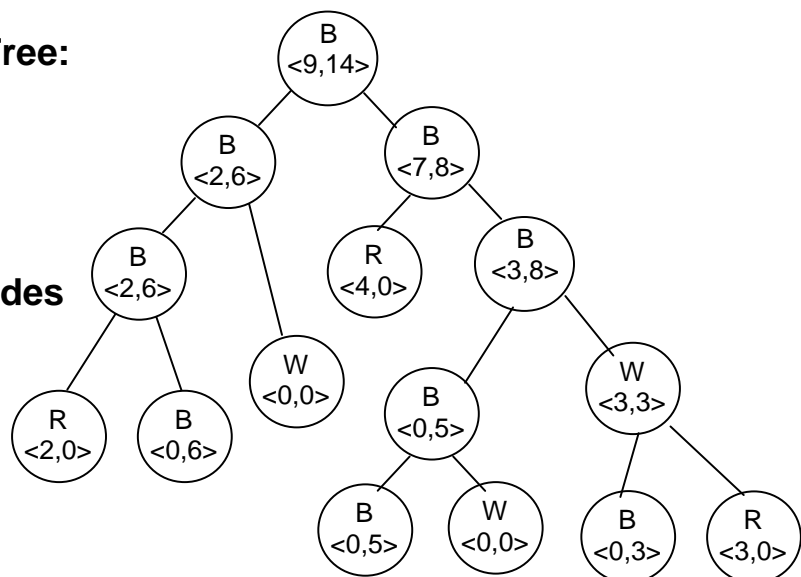 ree:
B
<9,14>
B
<2,6>
B
<7,8>
B
<2,6>
R
<4,0>
B
<3,8>
des
W
<0,0>
B
<0,5>
W
<3,3>
R
<2,0>
B
<0,6>
B
<0,5>
W
<0,0>
B
<0,3>
R
<3,0>